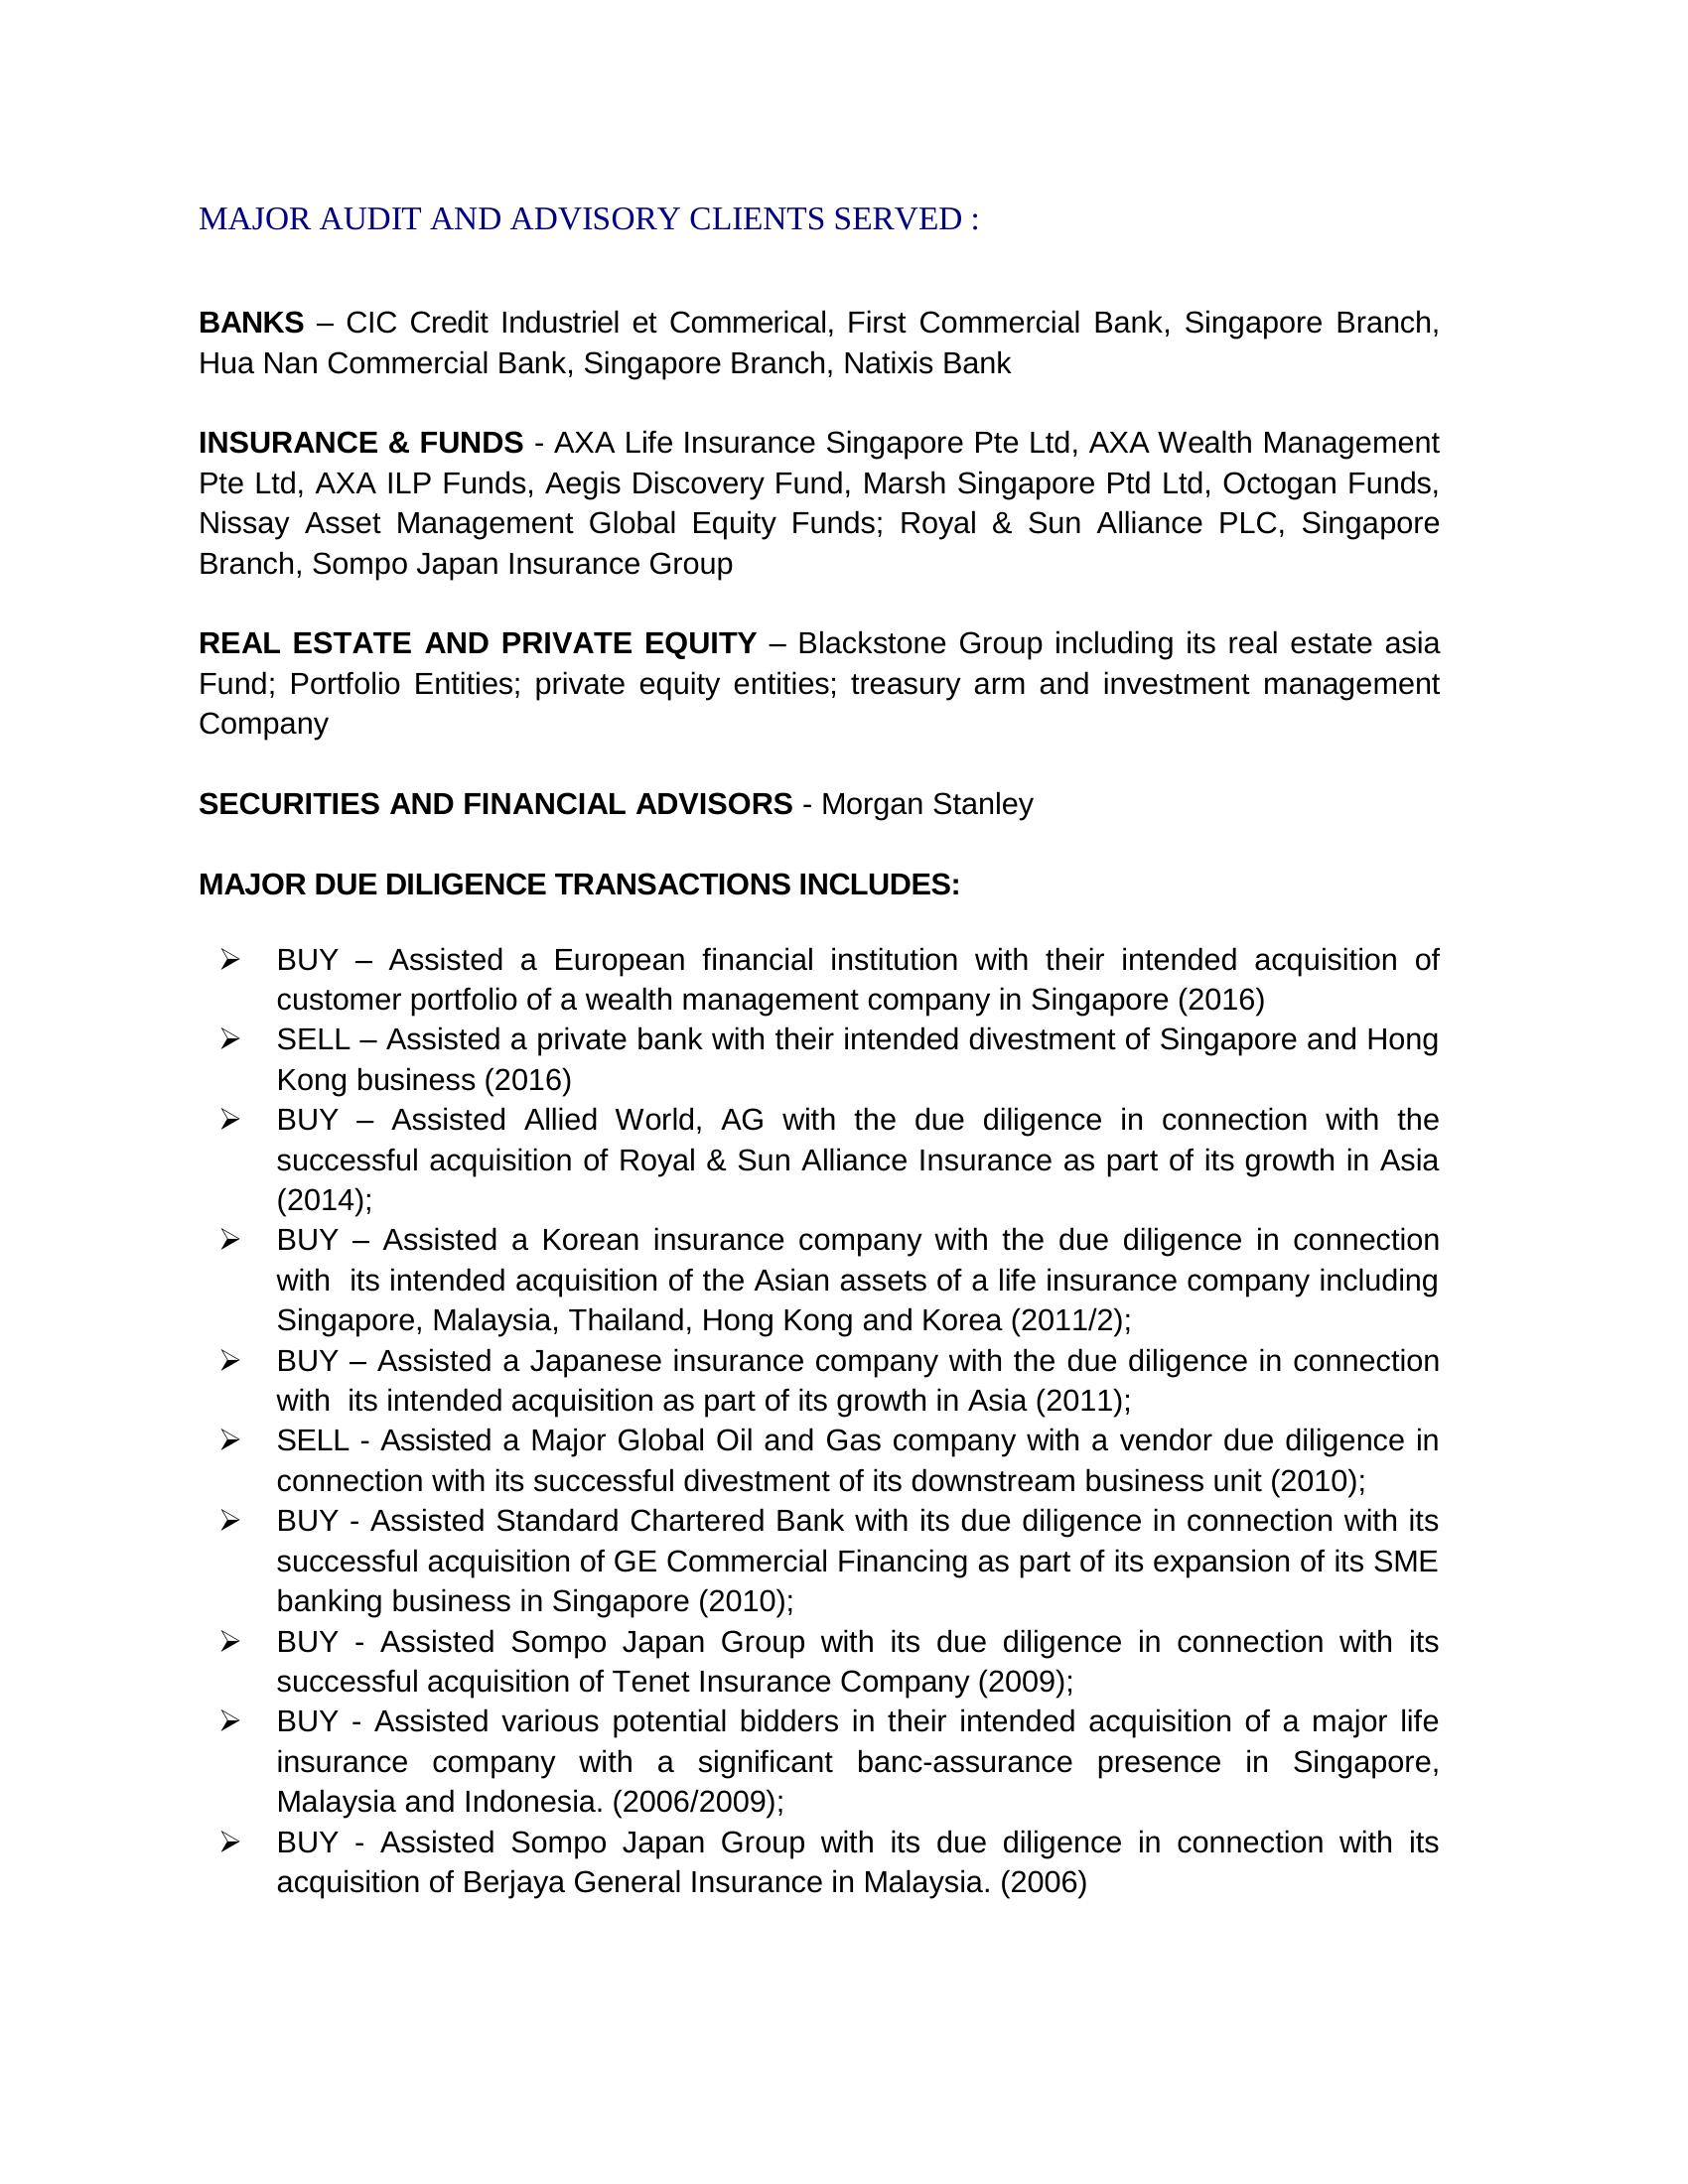 MAJOR AUDIT AND ADVISORY CLIENTS SERVED :
BANKS – CIC Credit Industriel et Commerical, First Commercial Bank, Singapore Branch,
Hua Nan Commercial Bank, Singapore Branch, Natixis Bank
INSURANCE & FUNDS - AXA Life Insurance Singapore Pte Ltd, AXA Wealth Management
Pte Ltd, AXA ILP Funds, Aegis Discovery Fund, Marsh Singapore Ptd Ltd, Octogan Funds,
Nissay Asset Management Global Equity Funds; Royal & Sun Alliance PLC, Singapore
Branch, Sompo Japan Insurance Group
REAL ESTATE AND PRIVATE EQUITY – Blackstone Group including its real estate asia
Fund; Portfolio Entities; private equity entities; treasury arm and investment management
Company
SECURITIES AND FINANCIAL ADVISORS - Morgan Stanley
MAJOR DUE DILIGENCE TRANSACTIONS INCLUDES:
➢ BUY – Assisted a European financial institution with their intended acquisition of
customer portfolio of a wealth management company in Singapore (2016)
➢ SELL – Assisted a private bank with their intended divestment of Singapore and Hong
Kong business (2016)
➢ BUY – Assisted Allied World, AG with the due diligence in connection with the
successful acquisition of Royal & Sun Alliance Insurance as part of its growth in Asia
(2014);
➢ BUY – Assisted a Korean insurance company with the due diligence in connection
with its intended acquisition of the Asian assets of a life insurance company including
Singapore, Malaysia, Thailand, Hong Kong and Korea (2011/2);
➢ BUY – Assisted a Japanese insurance company with the due diligence in connection
with its intended acquisition as part of its growth in Asia (2011);
➢ SELL - Assisted a Major Global Oil and Gas company with a vendor due diligence in
connection with its successful divestment of its downstream business unit (2010);
➢ BUY - Assisted Standard Chartered Bank with its due diligence in connection with its
successful acquisition of GE Commercial Financing as part of its expansion of its SME
banking business in Singapore (2010);
➢ BUY - Assisted Sompo Japan Group with its due diligence in connection with its
successful acquisition of Tenet Insurance Company (2009);
➢ BUY - Assisted various potential bidders in their intended acquisition of a major life
insurance company with a significant banc-assurance presence in Singapore,
Malaysia and Indonesia. (2006/2009);
➢ BUY - Assisted Sompo Japan Group with its due diligence in connection with its
acquisition of Berjaya General Insurance in Malaysia. (2006)